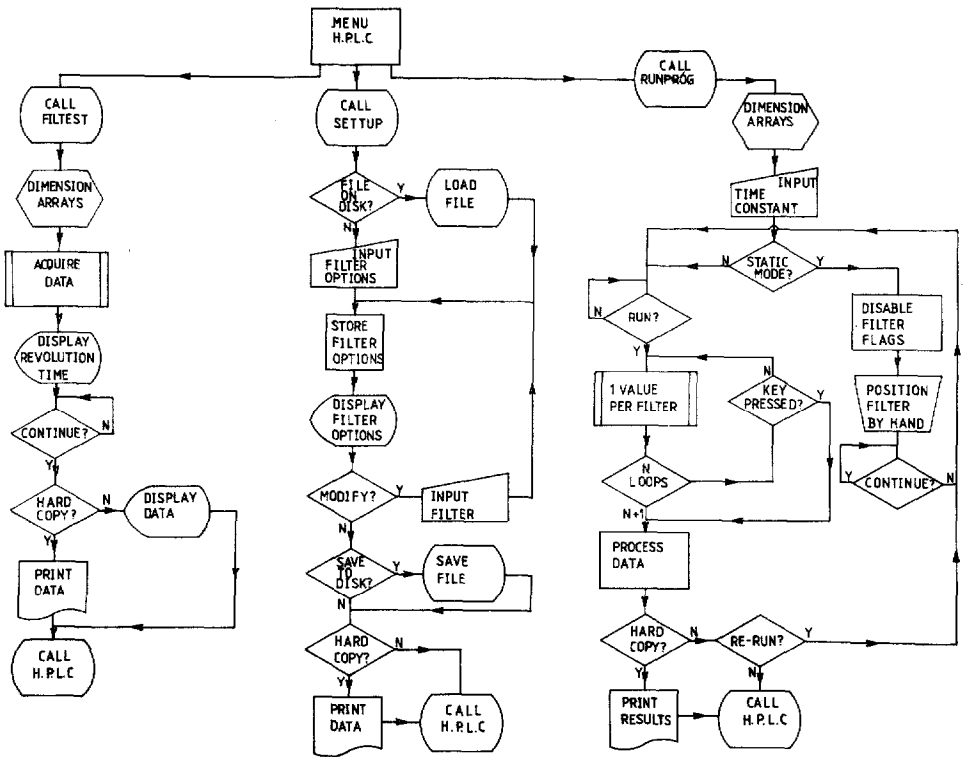 MENU
H.P.L.C
CALL
FILTEST
DIMENSION
ARRAYS
ACQUIRE
DATA
DISPLAY
REVOLUTION
TIME
CONTINUE?
N
Y
HARD
COPY?
N
Y
DISPLAY
DATA
PRINT
DATA
CALL
H.P.L.C
CALL
SETTUP
FILE
ON
DISK?
Y
N
LOAD
FILE
INPUT
FILTER
OPTIONS
STORE
FILTER
OPTIONS
DISPLAY
FILTER
OPTIONS
MODIFY?
Y
N
INPUT
FILTER
SAVE
TO
DISK?
Y
N
SAVE
FILE
HARD
COPY?
N
Y
PRINT
DATA
CALL
H.P.L.C
CALL
RUNPRÓG
DIMENSION
ARRAYS
INPUT
TIME
CONSTANT
STATIC
MODE?
N
Y
RUN?
N
Y
DISABLE
FILTER
FLAGS
1 VALUE
PER FILTER
KEY
PRESSED?
N
Y
POSITION
FILTER
BY HAND
CONTINUE?
Y
N
N
LOOPS
N+1
PROCESS
DATA
HARD
COPY?
N
Y
RE-RUN?
Y
N
PRINT
RESULTS
CALL
H.P.L.C